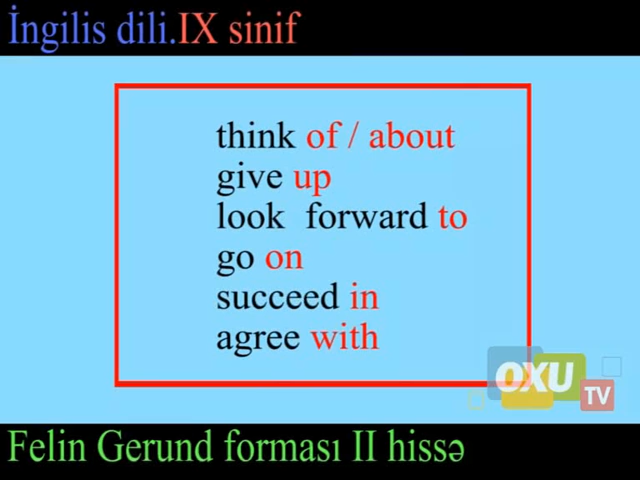 İngilis dili.IX sinif
think of / about
give up
look forward to
go on
succeed in
agree with
OXU
TV
Felin Gerund forması II hissə